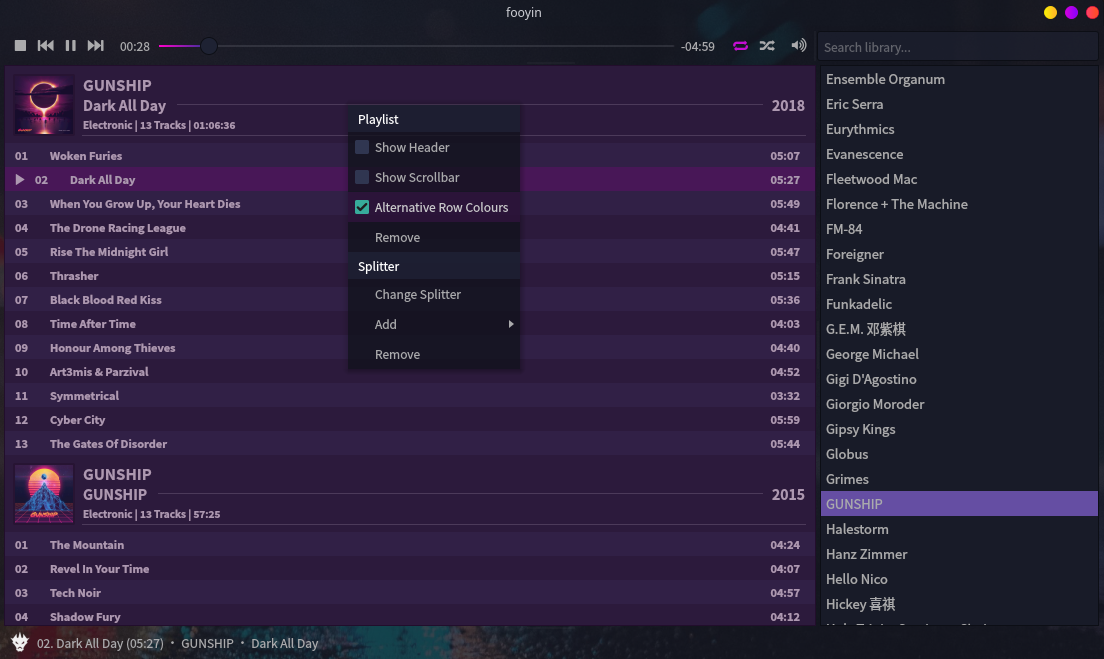 fooyin
00:28
-04:59
Search library...
GUNSHIP
Dark All Day
2018
Electronic | 13 Tracks | 01:06:36
01 Woken Furies 05:07
02 Dark All Day 05:27
03 When You Grow Up, Your Heart Dies 05:49
04 The Drone Racing League 04:41
05 Rise The Midnight Girl 05:47
06 Thrasher 05:15
07 Black Blood Red Kiss 05:36
08 Time After Time 04:03
09 Honour Among Thieves 04:40
10 Art3mis & Parzival 04:52
11 Symmetrical 03:32
12 Cyber City 05:59
13 The Gates Of Disorder 05:44
GUNSHIP
GUNSHIP
2015
Electronic | 13 Tracks | 57:25
01 The Mountain 04:24
02 Revel In Your Time 04:07
03 Tech Noir 04:57
04 Shadow Fury 04:12
Playlist
Show Header
Show Scrollbar
Alternative Row Colours
Remove
Splitter
Change Splitter
Add
Remove
Ensemble Organum
Eric Serra
Eurythmics
Evanescence
Fleetwood Mac
Florence + The Machine
FM-84
Foreigner
Frank Sinatra
Funkadelic
G.E.M. 邓紫棋
George Michael
Gigi D'Agostino
Giorgio Moroder
Gipsy Kings
Globus
Grimes
GUNSHIP
Halestorm
Hanz Zimmer
Hello Nico
Hickey 喜祺
02. Dark All Day (05:27) • GUNSHIP • Dark All Day